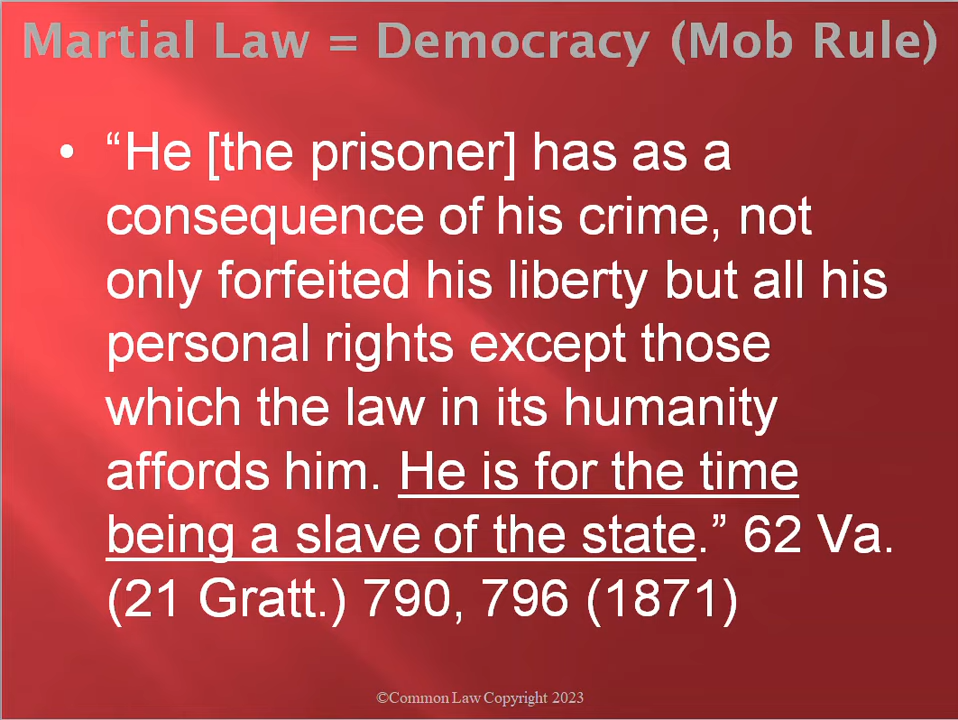 Martial Law = Democracy (Mob Rule)
• “He [the prisoner] has as a
consequence of his crime, not
only forfeited his liberty but all his
personal rights except those
which the law in its humanity
affords him. He is for the time
being a slave of the state.” 62 Va.
(21 Gratt.) 790, 796 (1871)
©Common Law Copyright 2023